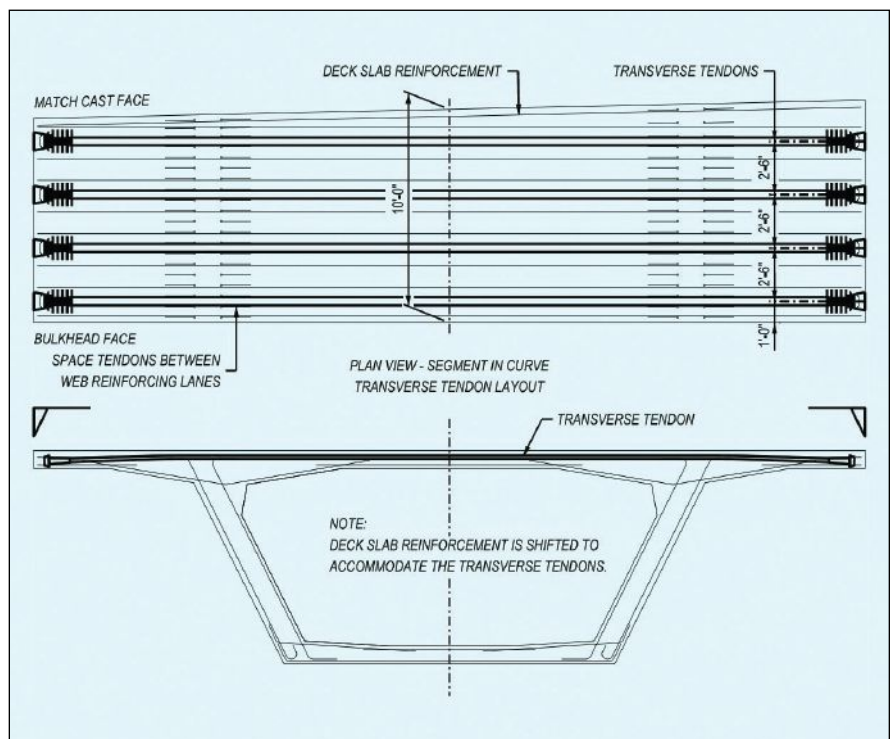 DECK SLAB REINFORCEMENT
TRANSVERSE TENDONS
MATCH CAST FACE
10'-0"
2'-6"
2'-6"
2'-6"
1'-0"
BULKHEAD FACE
SPACE TENDONS BETWEEN
WEB REINFORCING LANES
PLAN VIEW - SEGMENT IN CURVE
TRANSVERSE TENDON LAYOUT
TRANSVERSE TENDON
NOTE:
DECK SLAB REINFORCEMENT IS SHIFTED TO
ACCOMMODATE THE TRANSVERSE TENDONS.